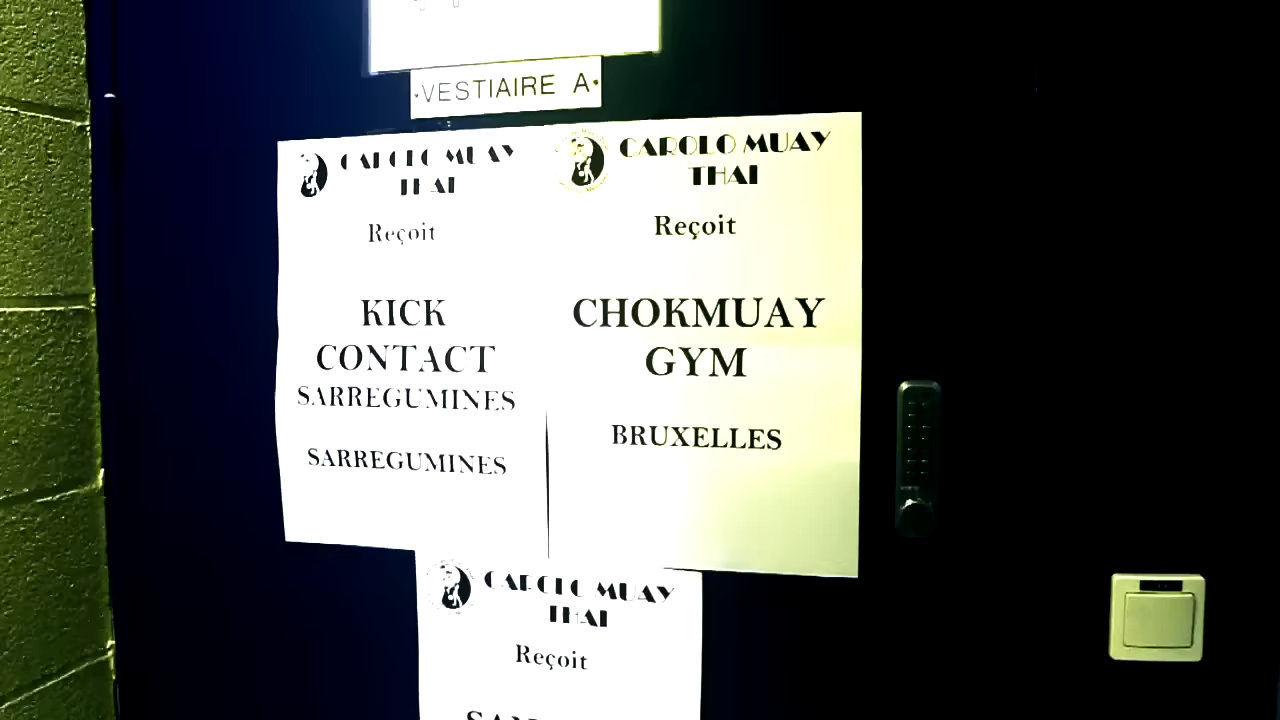 ·VESTIAIRE A·
CAROLO MUAY
THAI
Reçoit
KICK
CONTACT
SARREGUMINES
SARREGUMINES
CAROLO MUAY
THAI
Reçoit
CHOKMUAY
GYM
BRUXELLES
CAROLO MUAY
THAI
Reçoit